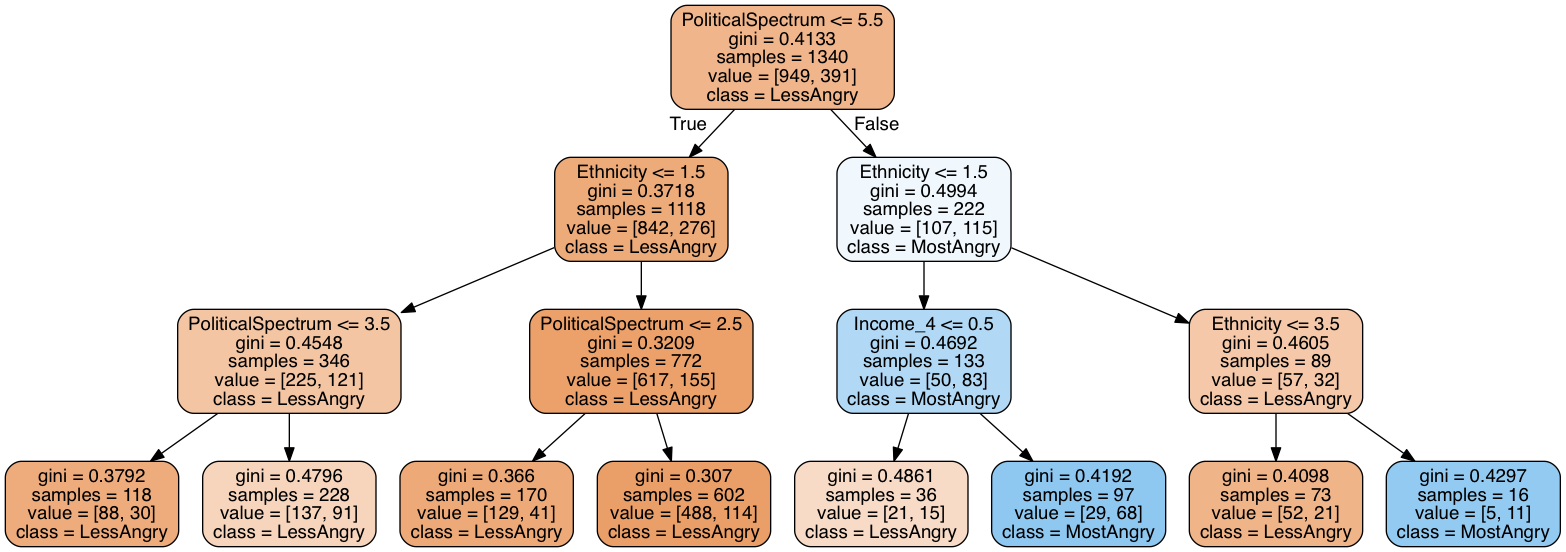 PoliticalSpectrum <= 5.5
gini = 0.4133
samples = 1340
value = [949, 391]
class = LessAngry
True
False
Ethnicity <= 1.5
gini = 0.3718
samples = 1118
value = [842, 276]
class = LessAngry
Ethnicity <= 1.5
gini = 0.4994
samples = 222
value = [107, 115]
class = MostAngry
PoliticalSpectrum <= 3.5
gini = 0.4548
samples = 346
value = [225, 121]
class = LessAngry
PoliticalSpectrum <= 2.5
gini = 0.3209
samples = 772
value = [617, 155]
class = LessAngry
Income_4 <= 0.5
gini = 0.4692
samples = 133
value = [50, 83]
class = MostAngry
Ethnicity <= 3.5
gini = 0.4605
samples = 89
value = [57, 32]
class = LessAngry
gini = 0.3792
samples = 118
value = [88, 30]
class = LessAngry
gini = 0.4796
samples = 228
value = [137, 91]
class = LessAngry
gini = 0.366
samples = 170
value = [129, 41]
class = LessAngry
gini = 0.307
samples = 602
value = [488, 114]
class = LessAngry
gini = 0.4861
samples = 36
value = [21, 15]
class = LessAngry
gini = 0.4192
samples = 97
value = [29, 68]
class = MostAngry
gini = 0.4098
samples = 73
value = [52, 21]
class = LessAngry
gini = 0.4297
samples = 16
value = [5, 11]
class = MostAngry